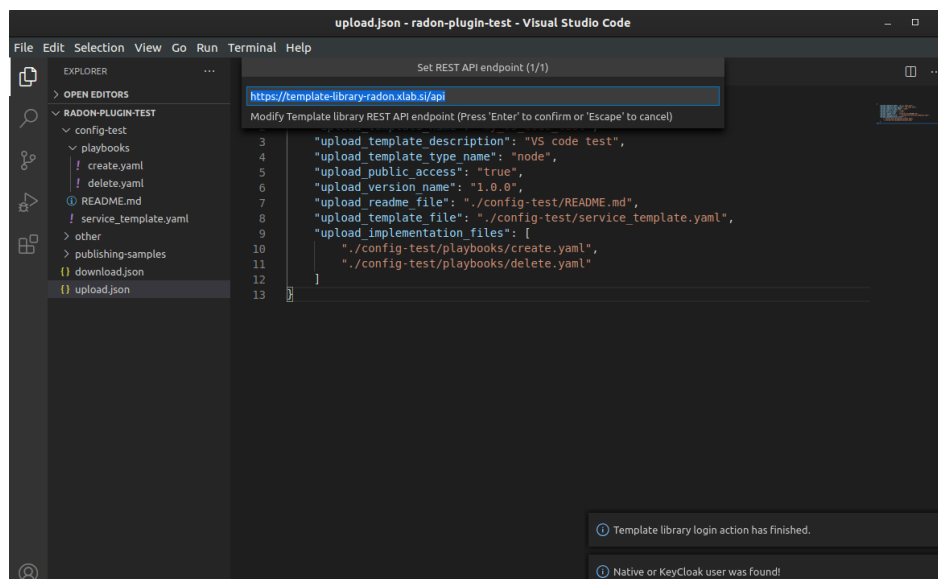 upload.json - radon-plugin-test - Visual Studio Code
File Edit Selection View Go Run Terminal Help
EXPLORER
OPEN EDITORS
RADON-PLUGIN-TEST
config-test
playbooks
! create.yaml
! delete.yaml
README.md
! service_template.yaml
other
publishing-samples
{} download.json
{} upload.json
Set REST API endpoint (1/1)
https://template-library-radon.xlab.si/api
Modify Template library REST API endpoint (Press 'Enter' to confirm or 'Escape' to cancel)
3 "upload_template_description": "VS code test",
4 "upload_template_type_name": "node",
5 "upload_public_access": "true",
6 "upload_version_name": "1.0.0",
7 "upload_readme_file": "./config-test/README.md",
8 "upload_template_file": "./config-test/service_template.yaml",
9 "upload_implementation_files": [
10 "./config-test/playbooks/create.yaml",
11 "./config-test/playbooks/delete.yaml"
12 ]
13 }
Template library login action has finished.
Native or KeyCloak user was found!